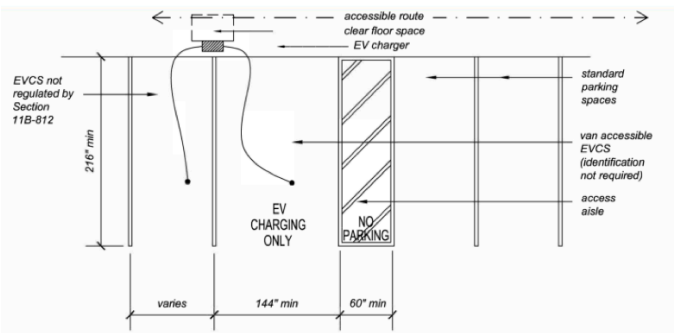 accessible route
clear floor space
EV charger
EVCS not
regulated by
Section
11B-812
standard
parking
spaces
216" min
van accessible
EVCS
(identification
not required)
access
aisle
EV
CHARGING
ONLY
NO
PARKING
varies
144" min
60" min